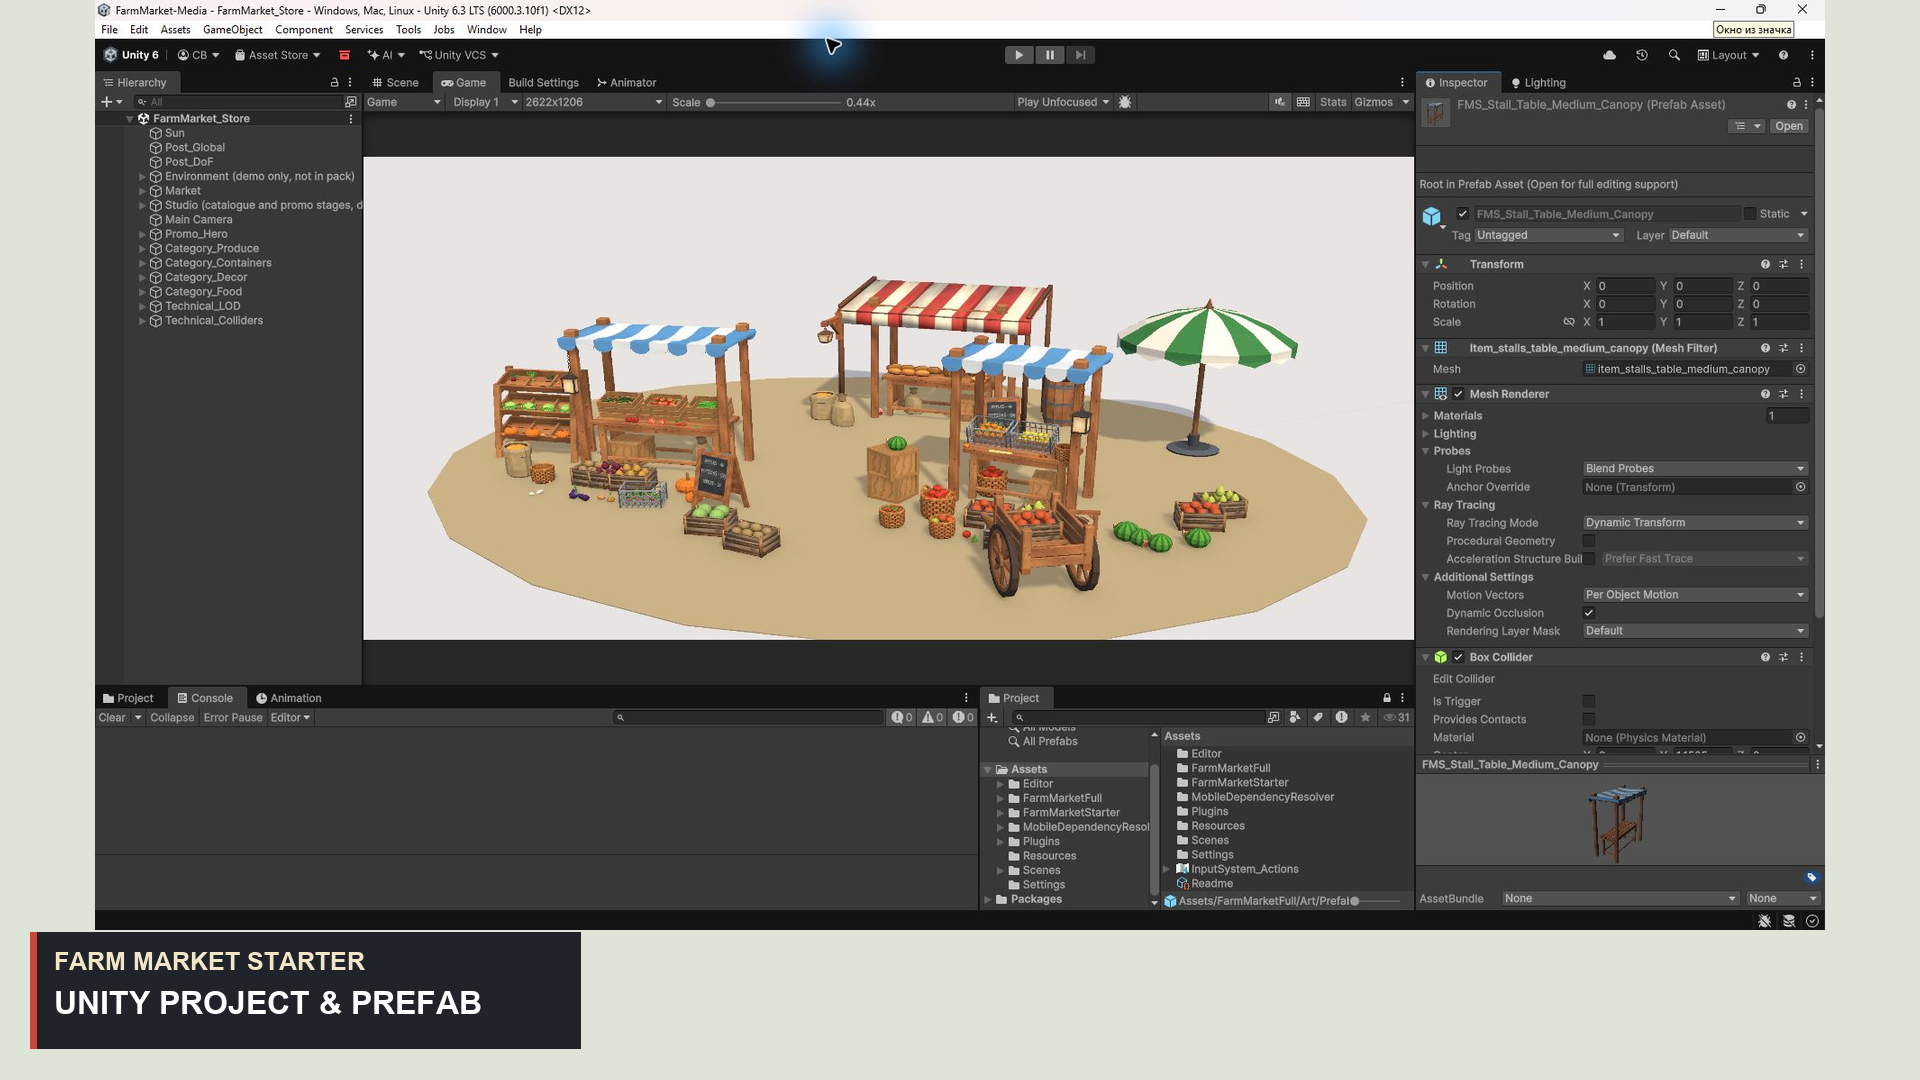 FarmMarket-Media - FarmMarket_Store - Windows, Mac, Linux - Unity 6.3 LTS (6000.3.10f1) <DX12>
File Edit Assets GameObject Component Services Tools Jobs Window Help
Окно из значка
Unity 6 CB Asset Store AI Unity VCS Layout
Hierarchy
Scene Game Build Settings Animator
Inspector Lighting
All
Game Display 1 2622x1206 Scale 0.44x Play Unfocused Stats Gizmos
FarmMarket_Store
Sun
Post_Global
Post_DoF
Environment (demo only, not in pack)
Market
Studio (catalogue and promo stages, d
Main Camera
Promo_Hero
Category_Produce
Category_Containers
Category_Decor
Category_Food
Technical_LOD
Technical_Colliders
FMS_Stall_Table_Medium_Canopy (Prefab Asset)
Open
Root in Prefab Asset (Open for full editing support)
FMS_Stall_Table_Medium_Canopy Static
Tag Untagged Layer Default
Transform
Position X 0 Y 0 Z 0
Rotation X 0 Y 0 Z 0
Scale X 1 Y 1 Z 1
Item_stalls_table_medium_canopy (Mesh Filter)
Mesh item_stalls_table_medium_canopy
Mesh Renderer
Materials 1
Lighting
Probes
Light Probes Blend Probes
Anchor Override None (Transform)
Ray Tracing
Ray Tracing Mode Dynamic Transform
Procedural Geometry
Acceleration Structure Buil Prefer Fast Trace
Additional Settings
Motion Vectors Per Object Motion
Dynamic Occlusion
Rendering Layer Mask Default
Box Collider
Edit Collider
Is Trigger
Provides Contacts
Material None (Physics Material)
FMS_Stall_Table_Medium_Canopy
AssetBundle None None
Project Console Animation
Clear Collapse Error Pause Editor 0 0 0
Project
31
All Models
All Prefabs
Assets
Editor
FarmMarketFull
FarmMarketStarter
MobileDependencyResol
Plugins
Resources
Scenes
Settings
Packages
Assets
Editor
FarmMarketFull
FarmMarketStarter
MobileDependencyResolver
Plugins
Resources
Scenes
Settings
InputSystem_Actions
Readme
Assets/FarmMarketFull/Art/Prefal
FARM MARKET STARTER
UNITY PROJECT & PREFAB